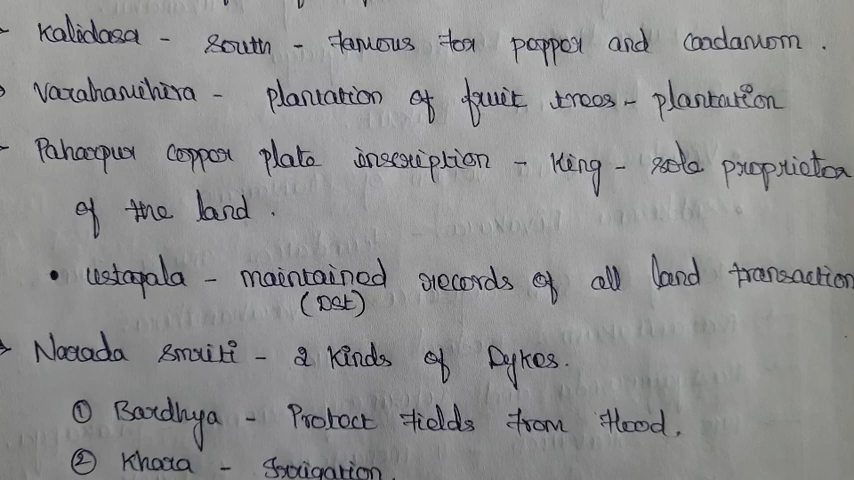 - Kalidasa - South - famous for pepper and cardamom.
Varahamihira - plantation of fruit trees - plantation
- Paharpur copper plate inscription - King - sole proprietor
of the land.
• Ustapala - maintained records of all land transaction
(Dst)
→ Narada Smriti - 2 kinds of Dykes.
① Bardhya - Protect fields from flood.
② Khara - Irrigation.